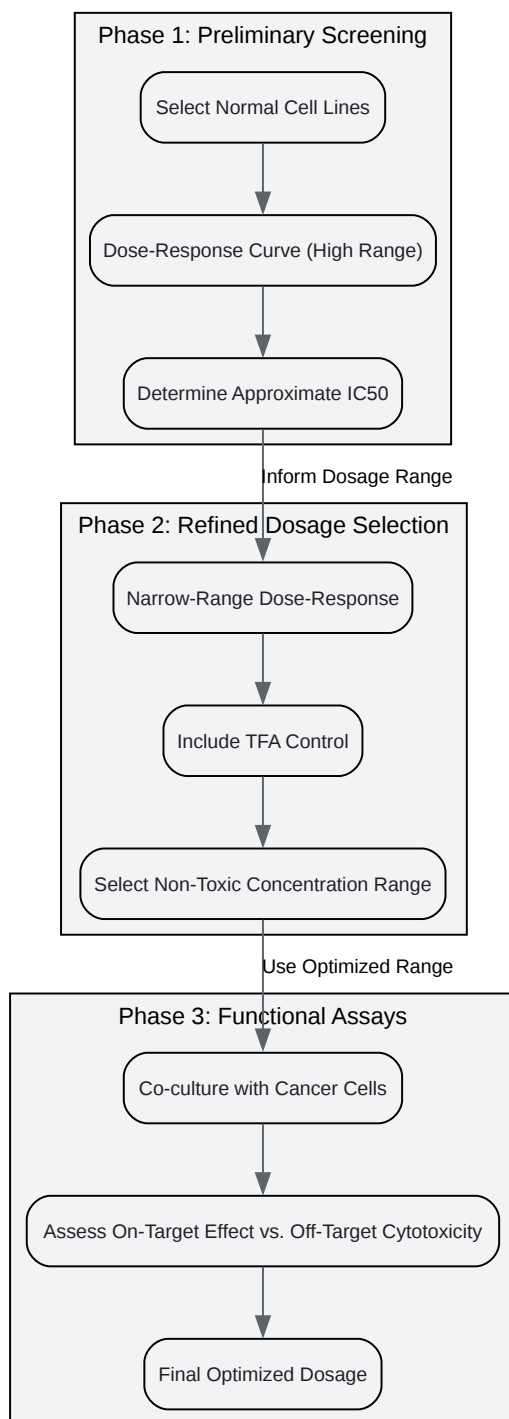 Phase 1: Preliminary Screening
Select Normal Cell Lines
Dose-Response Curve (High Range)
Determine Approximate IC50
Inform Dosage Range
Phase 2: Refined Dosage Selection
Narrow-Range Dose-Response
Include TFA Control
Select Non-Toxic Concentration Range
Use Optimized Range
Phase 3: Functional Assays
Co-culture with Cancer Cells
Assess On-Target Effect vs. Off-Target Cytotoxicity
Final Optimized Dosage